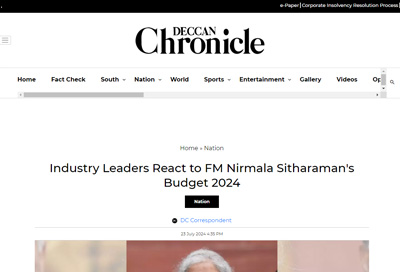 e-Paper | Corporate Insolvency Resolution Process |
DECCAN
Chronicle
Home Fact Check South Nation World Sports Entertainment Gallery Videos
Home » Nation
Industry Leaders React to FM Nirmala Sitharaman's
Budget 2024
Nation
DC Correspondent
23 July 2024 4:35 PM